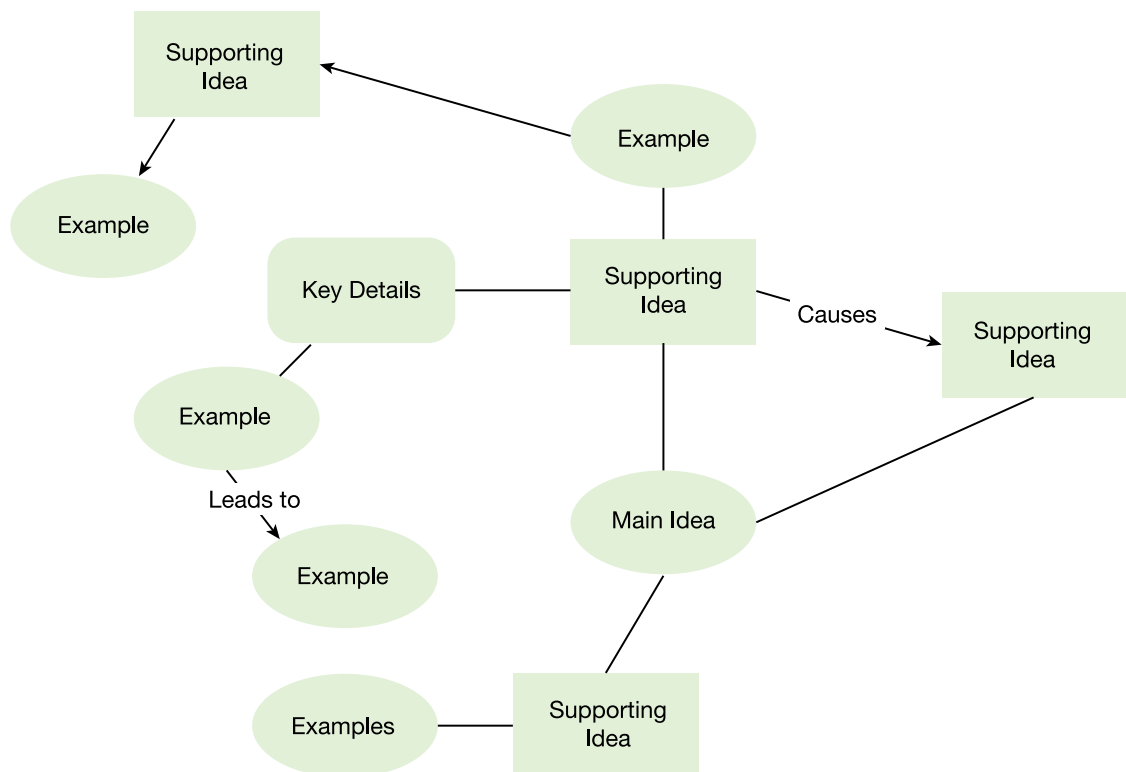 Supporting
Idea
Example
Example
Key Details
Supporting
Idea
Causes
Supporting
Idea
Example
Leads to
Main Idea
Example
Examples
Supporting
Idea